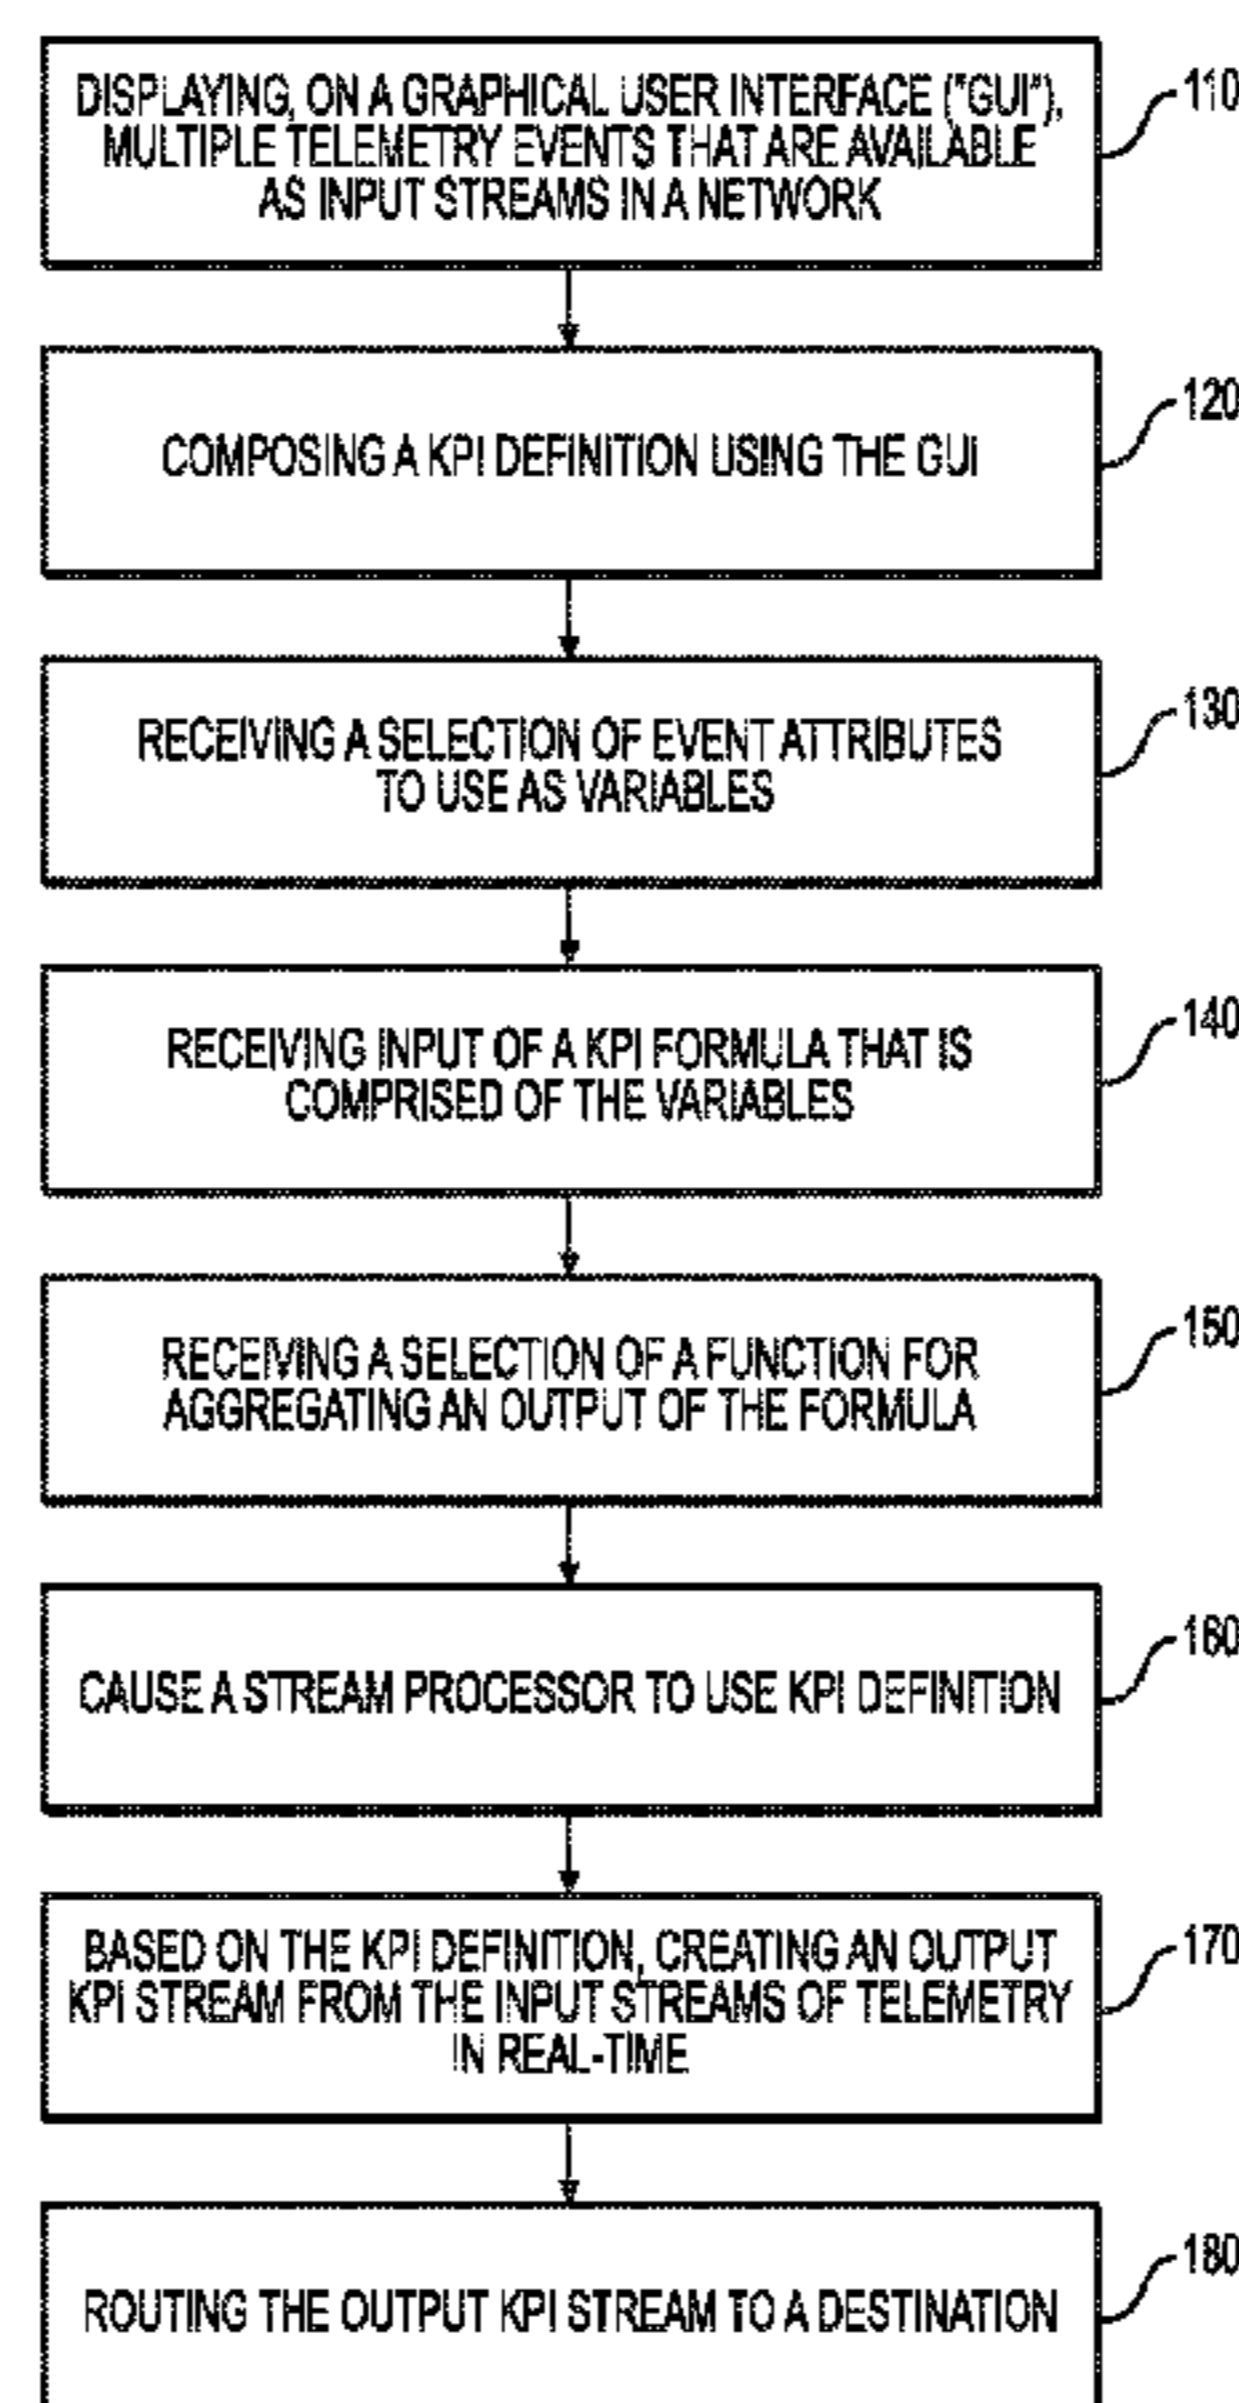 DISPLAYING, ON A GRAPHICAL USER INTERFACE ("GUI"),
MULTIPLE TELEMETRY EVENTS THAT ARE AVAILABLE
AS INPUT STREAMS IN A NETWORK
110
COMPOSING A KPI DEFINITION USING THE GUI
120
RECEIVING A SELECTION OF EVENT ATTRIBUTES
TO USE AS VARIABLES
130
RECEIVING INPUT OF A KPI FORMULA THAT IS
COMPRISED OF THE VARIABLES
140
RECEIVING A SELECTION OF A FUNCTION FOR
AGGREGATING AN OUTPUT OF THE FORMULA
150
CAUSE A STREAM PROCESSOR TO USE KPI DEFINITION
160
BASED ON THE KPI DEFINITION, CREATING AN OUTPUT
KPI STREAM FROM THE INPUT STREAMS OF TELEMETRY
IN REAL-TIME
170
ROUTING THE OUTPUT KPI STREAM TO A DESTINATION
180